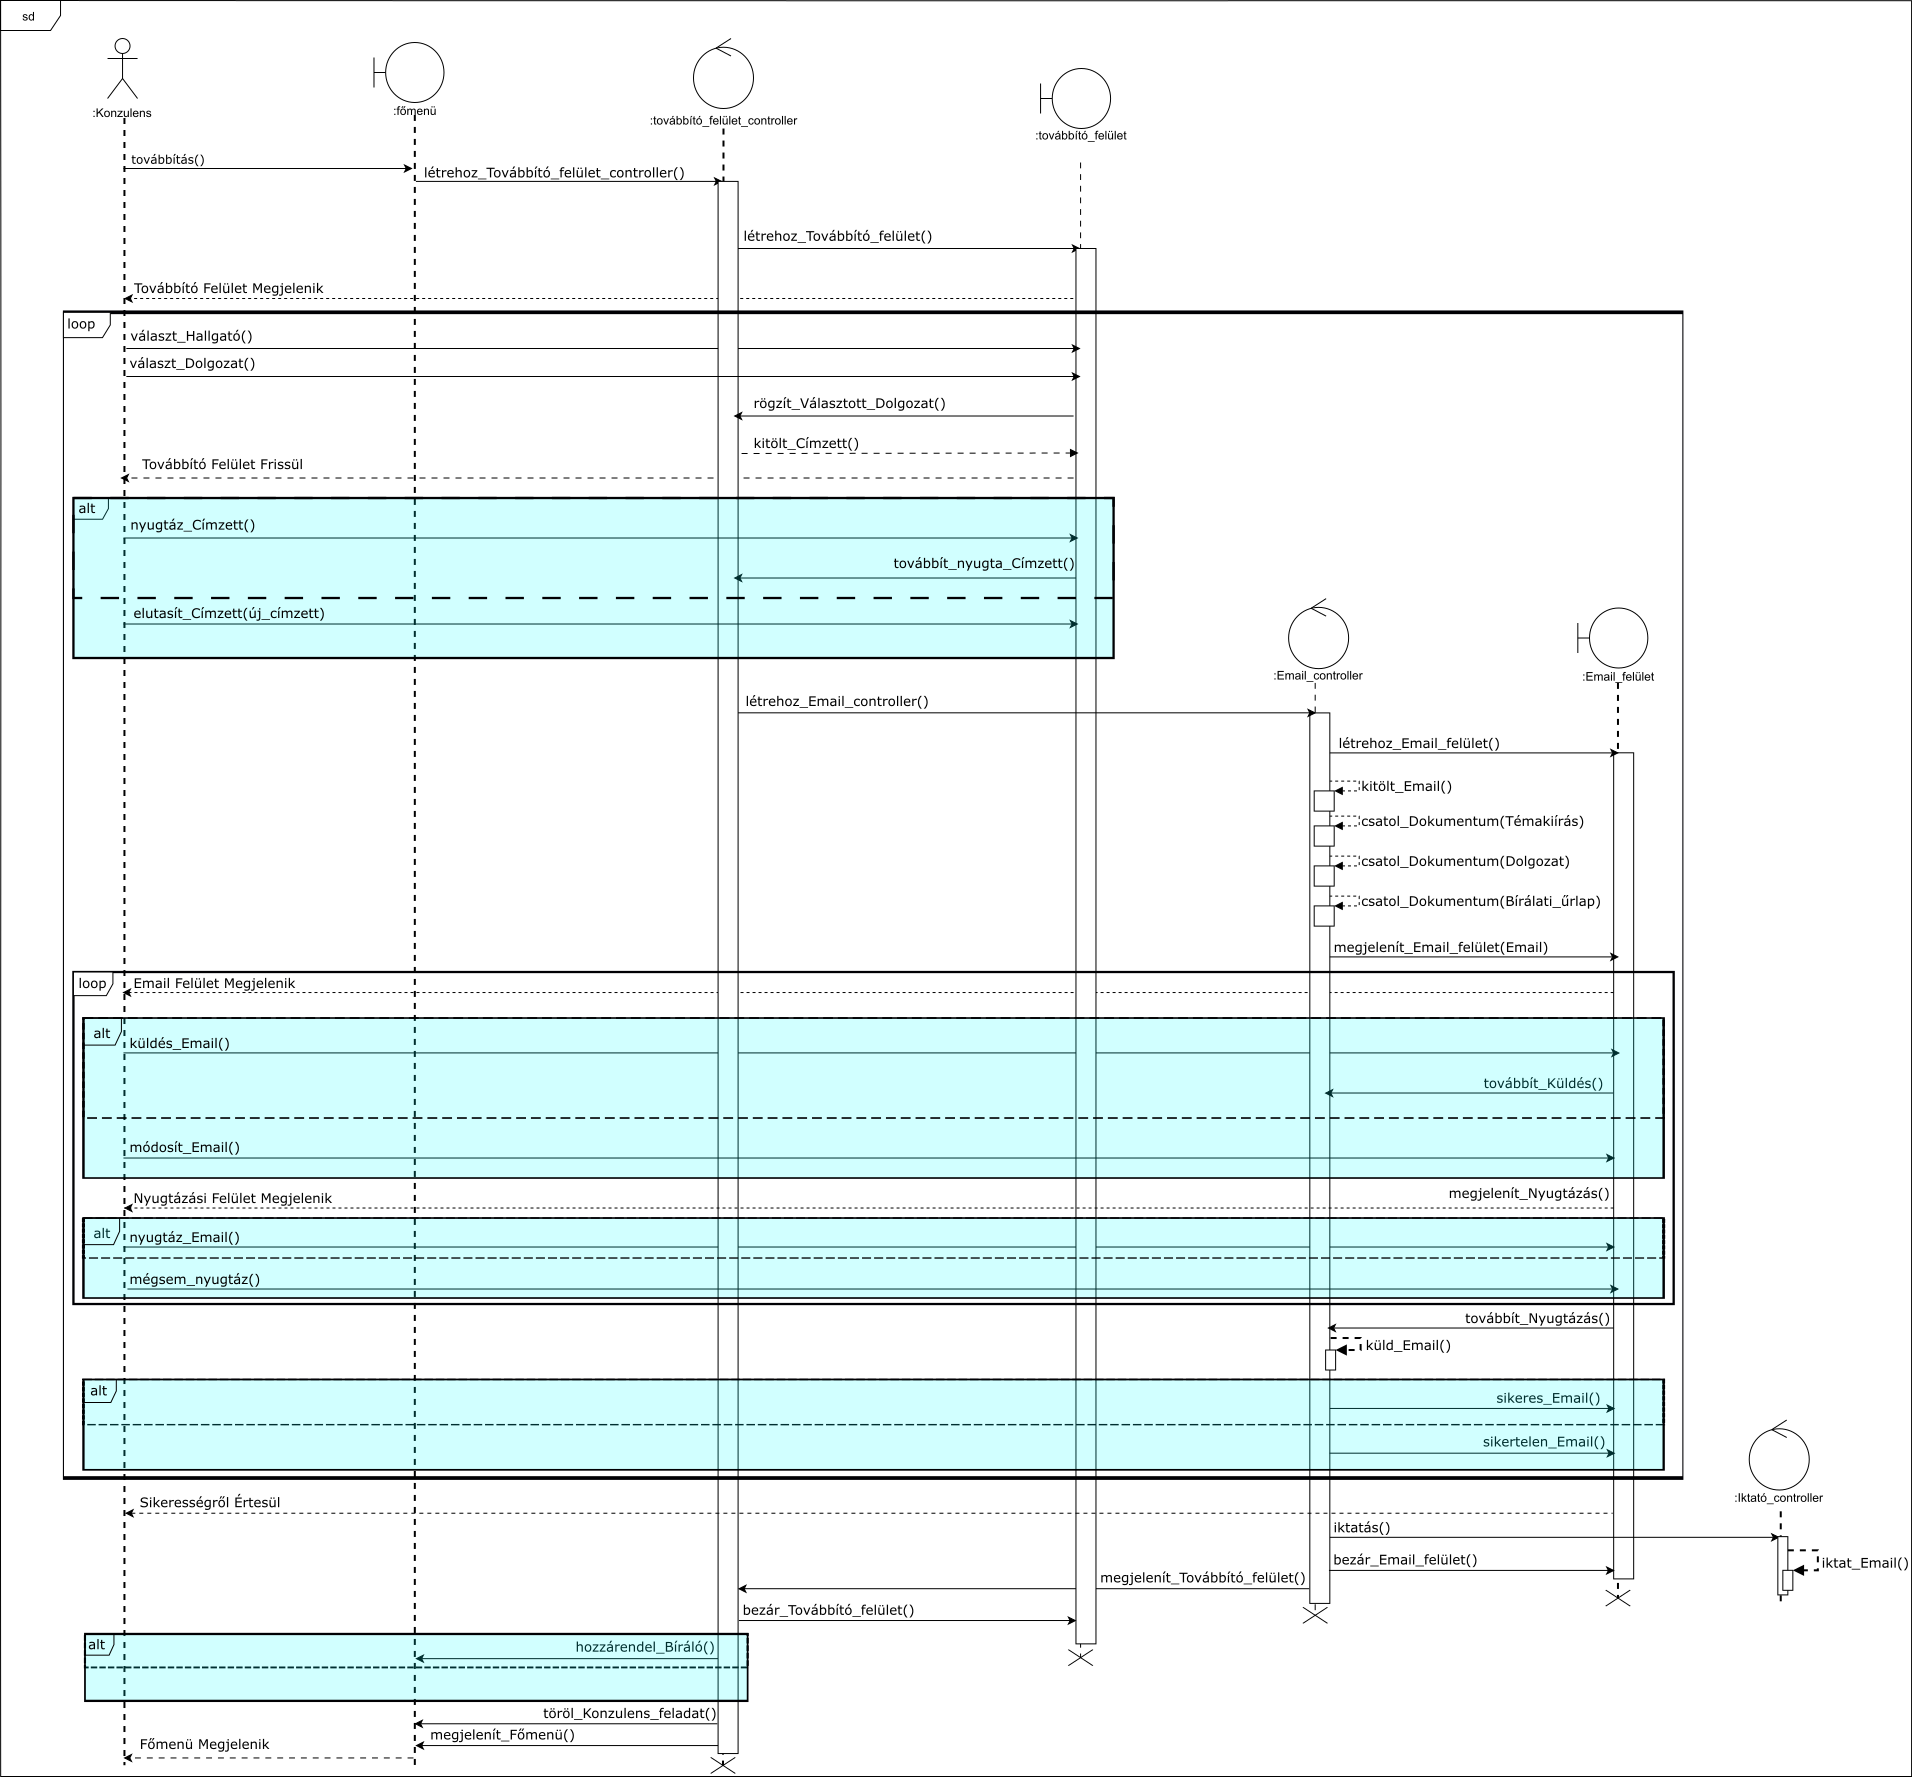 sd
:Konzulens
:főmenü
:továbbító_felület_controller
:továbbító_felület
továbbítás()
létrehoz_Továbbító_felület_controller()
létrehoz_Továbbító_felület()
Továbbító Felület Megjelenik
loop
választ_Hallgató()
választ_Dolgozat()
rögzít_Választott_Dolgozat()
kitölt_Címzett()
Továbbító Felület Frissül
alt
nyugtáz_Címzett()
továbbít_nyugta_Címzett()
elutasít_Címzett(új_címzett)
:Email_controller
:Email_felület
létrehoz_Email_controller()
létrehoz_Email_felület()
kitölt_Email()
csatol_Dokumentum(Témakiírás)
csatol_Dokumentum(Dolgozat)
csatol_Dokumentum(Bírálati_űrlap)
megjelenít_Email_felület(Email)
loop
Email Felület Megjelenik
alt
küldés_Email()
továbbít_Küldés()
módosít_Email()
megjelenít_Nyugtázás()
Nyugtázási Felület Megjelenik
alt
nyugtáz_Email()
mégsem_nyugtáz()
továbbít_Nyugtázás()
küld_Email()
alt
sikeres_Email()
sikertelen_Email()
:Iktató_controller
Sikerességről Értesül
iktatás()
bezár_Email_felület()
iktat_Email()
megjelenít_Továbbító_felület()
bezár_Továbbító_felület()
alt
hozzárendel_Bíráló()
töröl_Konzulens_feladat()
megjelenít_Főmenü()
Főmenü Megjelenik